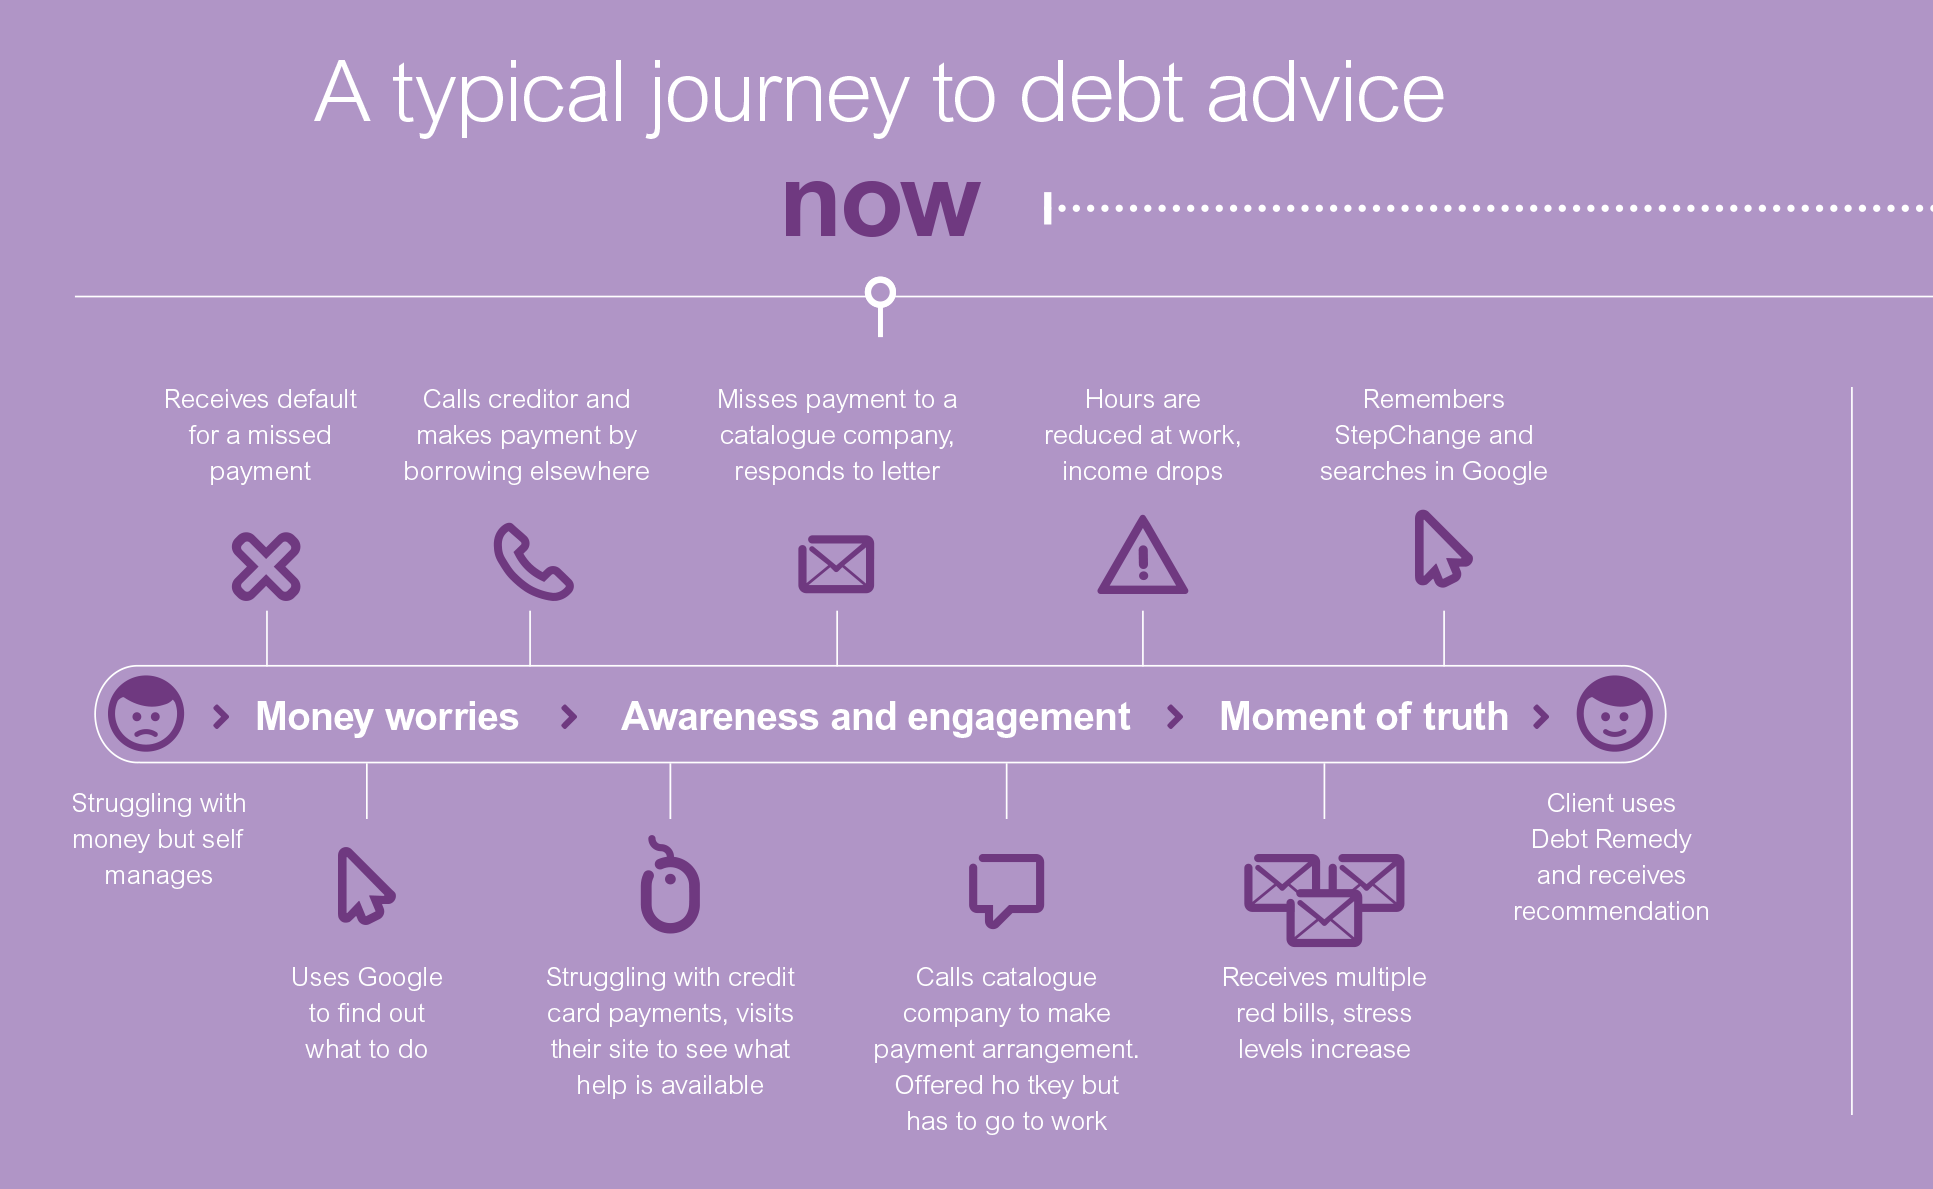 A typical journey to debt advice
now
Receives default
for a missed
payment
Calls creditor and
makes payment by
borrowing elsewhere
Misses payment to a
catalogue company,
responds to letter
Hours are
reduced at work,
income drops
Remembers
StepChange and
searches in Google
Money worries
Awareness and engagement
Moment of truth
Struggling with
money but self
manages
Uses Google
to find out
what to do
Struggling with credit
card payments, visits
their site to see what
help is available
Calls catalogue
company to make
payment arrangement.
Offered ho tkey but
has to go to work
Receives multiple
red bills, stress
levels increase
Client uses
Debt Remedy
and receives
recommendation